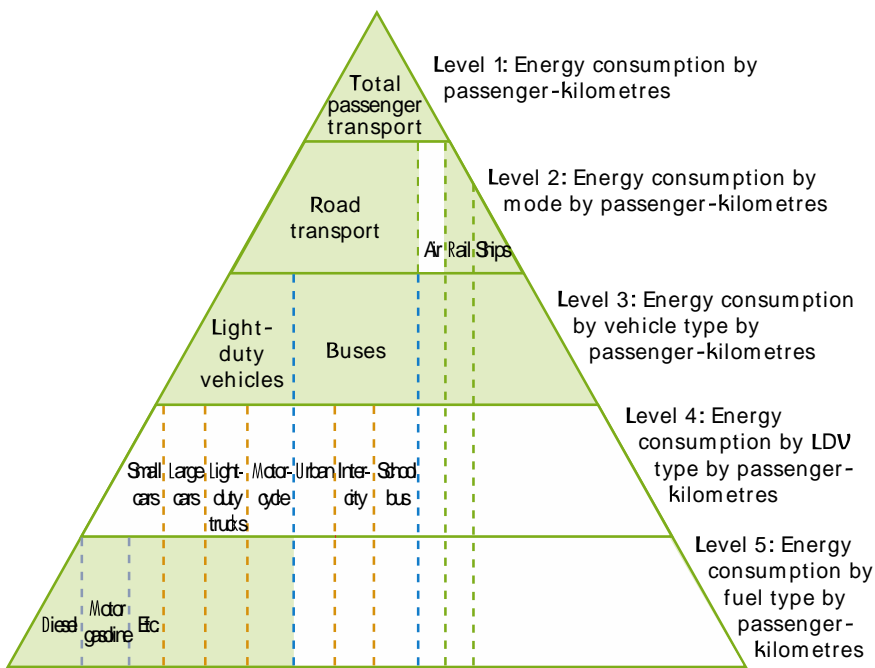 Total
passenger
transport
Level 1: Energy consumption by
passenger-kilometres
Road
transport
Air
Rail
Ships
Level 2: Energy consumption by
mode by passenger-kilometres
Light-
duty
vehicles
Buses
Level 3: Energy consumption
by vehicle type by
passenger-kilometres
Small
cars
Large
cars
Light-
duty
trucks
Motor-
cycle
Urban
Inter-
city
School
bus
Level 4: Energy
consumption by LDV
type by passenger-
kilometres
Diesel
Motor
gasoline
Etc.
Level 5: Energy
consumption by
fuel type by
passenger-
kilometres